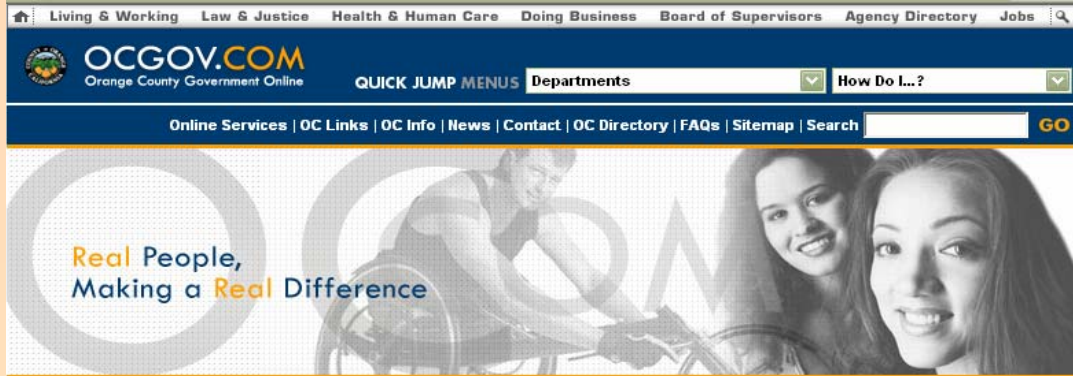 Living & Working Law & Justice Health & Human Care Doing Business Board of Supervisors Agency Directory Jobs
OCGOV.COM
Orange County Government Online
QUICK JUMP MENUS Departments How Do I...?
Online Services | OC Links | OC Info | News | Contact | OC Directory | FAQs | Sitemap | Search GO
OCOM
Real People,
Making a Real Difference